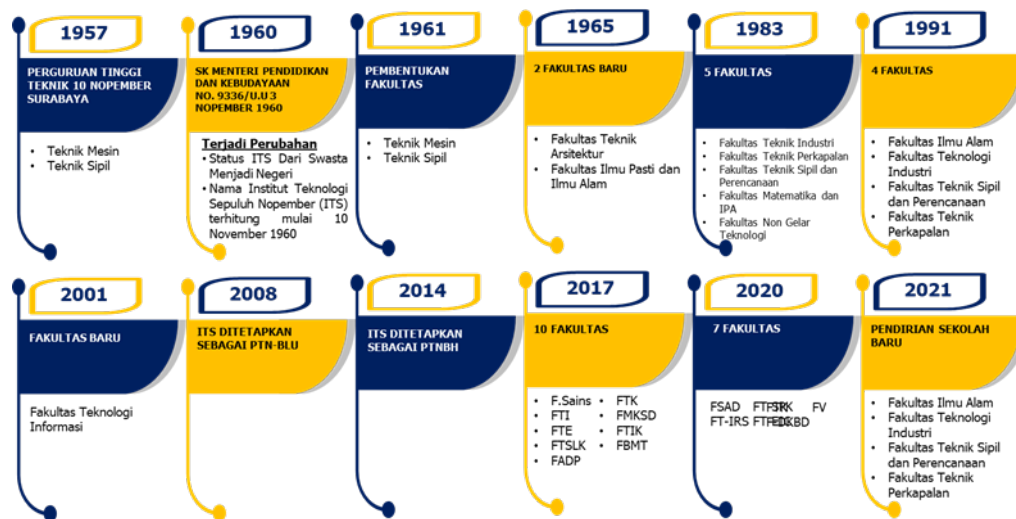 1957
PERGURUAN TINGGI
TEKNIK 10 NOPEMBER
SURABAYA
• Teknik Mesin
• Teknik Sipil
1960
SK MENTERI PENDIDIKAN
DAN KEBUDAYAAN
NO. 9336/U.U 3
NOPEMBER 1960
Terjadi Perubahan
• Status ITS Dari Swasta
Menjadi Negeri
• Nama Institut Teknologi
Sepuluh Nopember (ITS)
terhitung mulai 10
November 1960
1961
PEMBENTUKAN
FAKULTAS
• Teknik Mesin
• Teknik Sipil
1965
2 FAKULTAS BARU
• Fakultas Teknik
Arsitektur
• Fakultas Ilmu Pasti dan
Ilmu Alam
1983
5 FAKULTAS
• Fakultas Teknik Industri
• Fakultas Teknik Perkapalan
• Fakultas Teknik Sipil dan
Perencanaan
• Fakultas Matematika dan
IPA
• Fakultas Non Gelar
Teknologi
1991
4 FAKULTAS
• Fakultas Ilmu Alam
• Fakultas Teknologi
Industri
• Fakultas Teknik Sipil
dan Perencanaan
• Fakultas Teknik
Perkapalan
2001
FAKULTAS BARU
Fakultas Teknologi
Informasi
2008
ITS DITETAPKAN
SEBAGAI PTN-BLU
2014
ITS DITETAPKAN
SEBAGAI PTNBH
2017
10 FAKULTAS
• F.Sains • FTK
• FTI • FMKSD
• FTE • FTIK
• FTSLK • FBMT
• FADP
2020
7 FAKULTAS
FSAD FV
FT-IRS
2021
PENDIRIAN SEKOLAH
BARU
• Fakultas Ilmu Alam
• Fakultas Teknologi
Industri
• Fakultas Teknik Sipil
dan Perencanaan
• Fakultas Teknik
Perkapalan